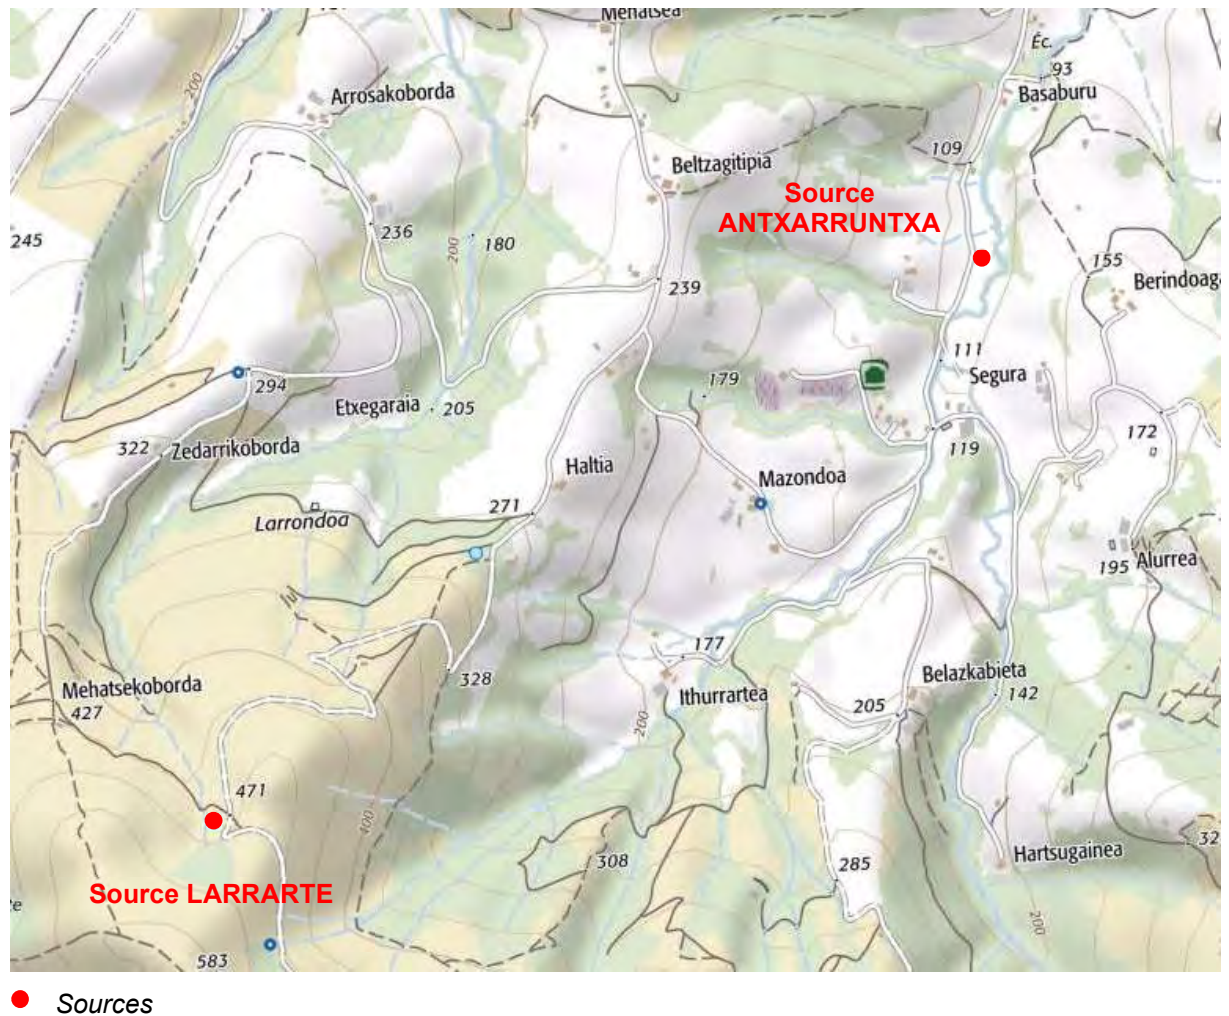 Mehatsea
Éc.
93
Basaburu
200
Arrosakoborda
109
Beltzagitipia
Source
ANTXARRUNTXA
236
245
200
180
155
239
Berindoaga
111
294
179
Segura
Etxegaraia
205
322
Zedarrikoborda
172
119
Haltia
Mazondoa
271
Larrondoa
195
Alurrea
177
328
Mehatsekoborda
Belazkabieta
427
Ithurrartea
205
142
200
471
400
308
285
Hartsugainea
32
Source LARRARTE
200
583
Sources